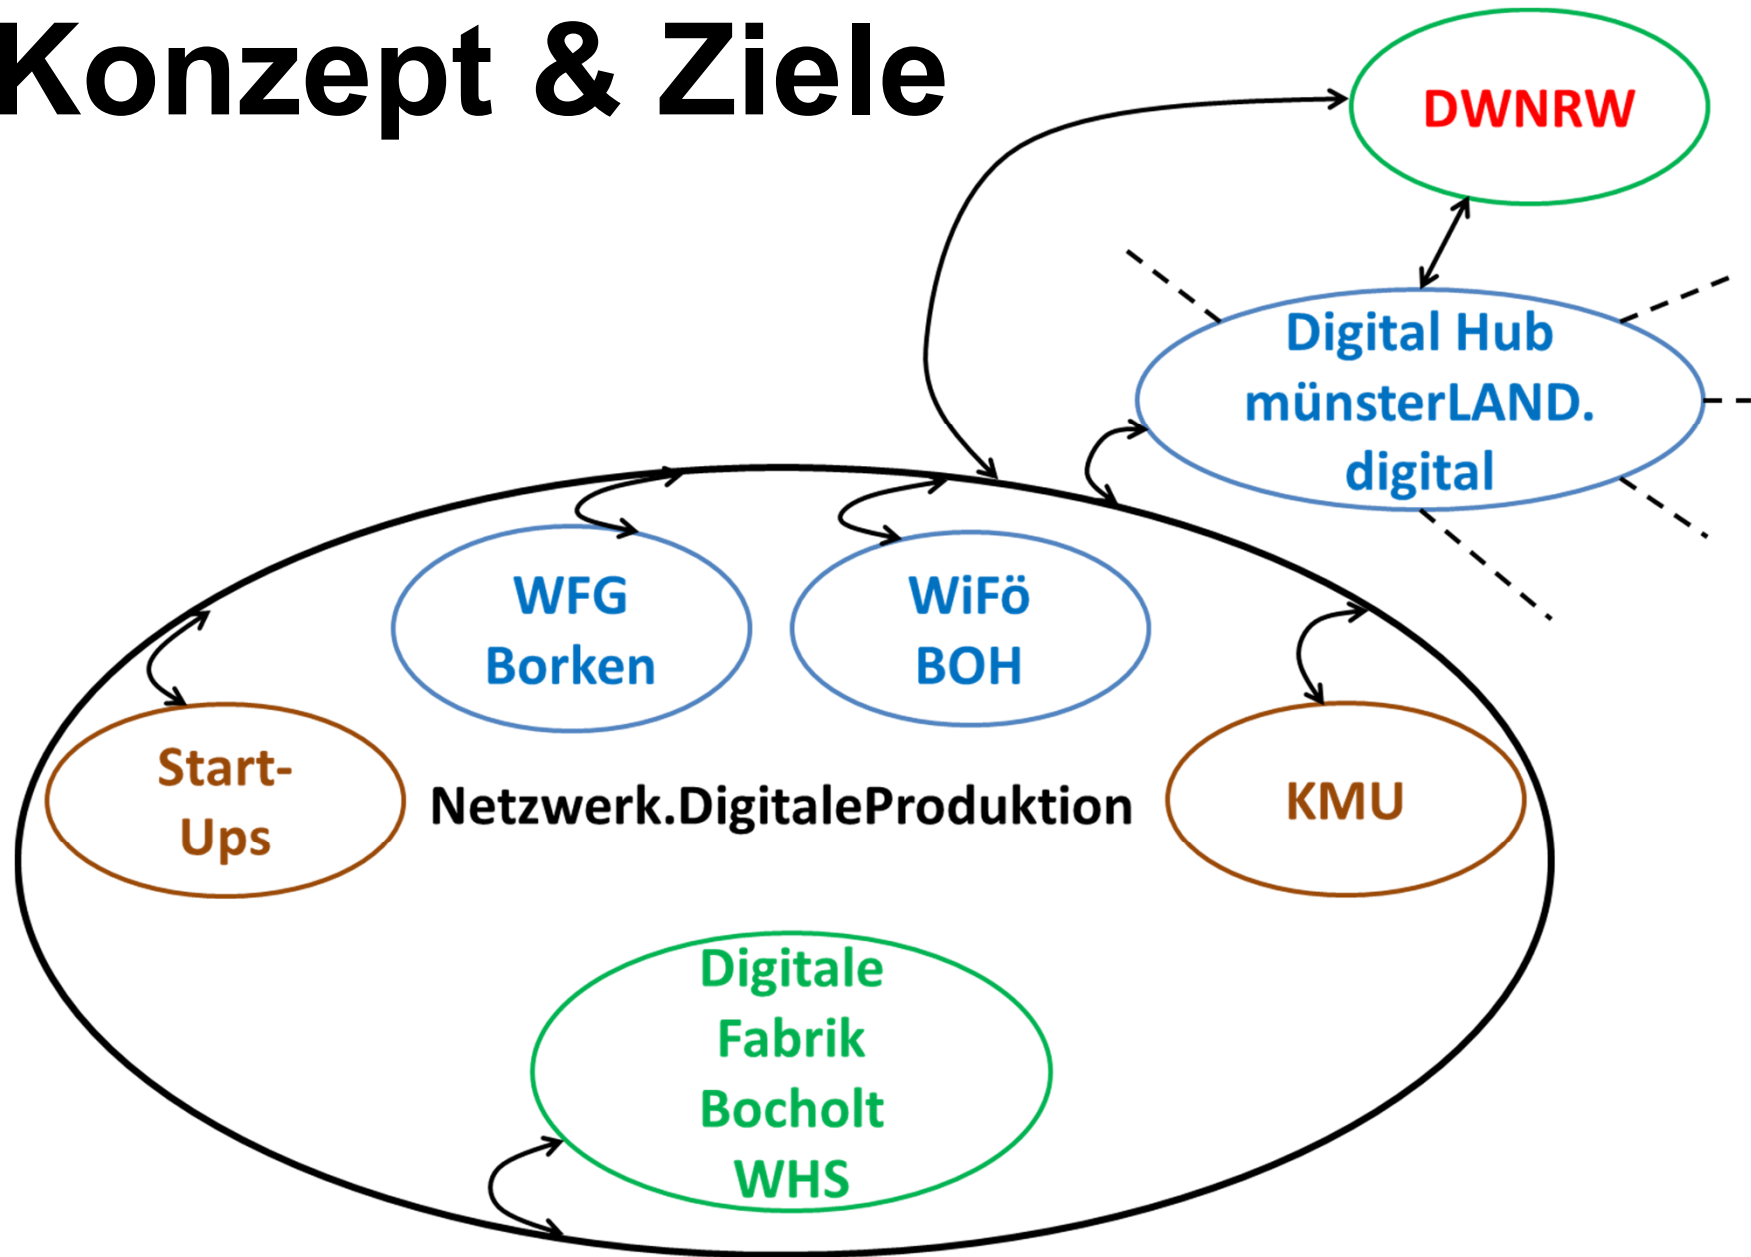 Konzept & Ziele
DWNRW
Digital Hub
münsterLAND.
digital
WFG
Borken
WiFö
BOH
Start-
Ups
Netzwerk.DigitaleProduktion
KMU
Digitale
Fabrik
Bocholt
WHS